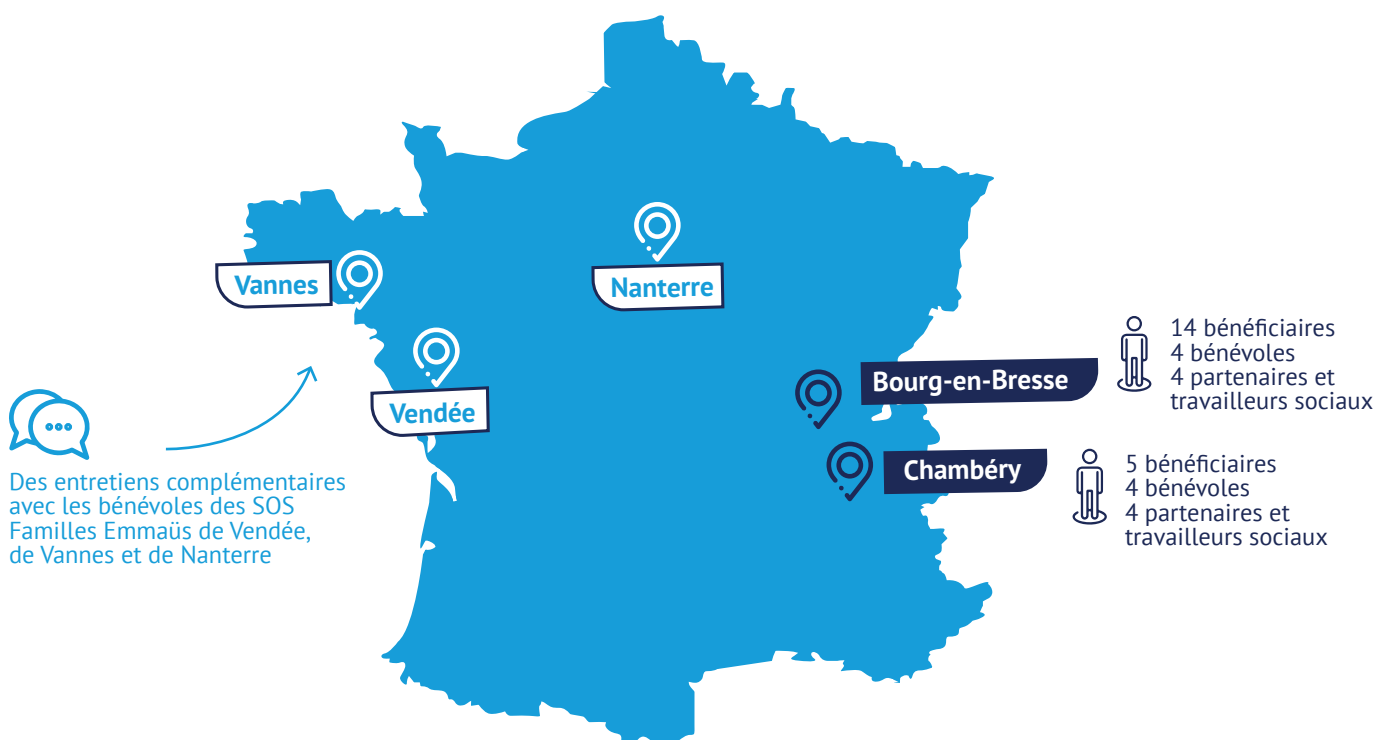 Vannes
Nanterre
Vendée
Des entretiens complémentaires
avec les bénévoles des SOS
Familles Emmaüs de Vendée,
de Vannes et de Nanterre
Bourg-en-Bresse
14 bénéficiaires
4 bénévoles
4 partenaires et
travailleurs sociaux
Chambéry
5 bénéficiaires
4 bénévoles
4 partenaires et
travailleurs sociaux